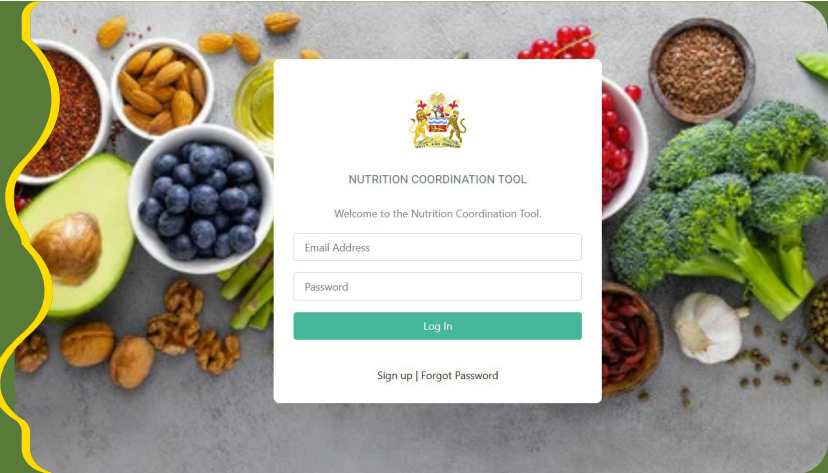 NUTRITION COORDINATION TOOL
Welcome to the Nutrition Coordination Tool.
Email Address
Password
Log In
Sign up | Forgot Password